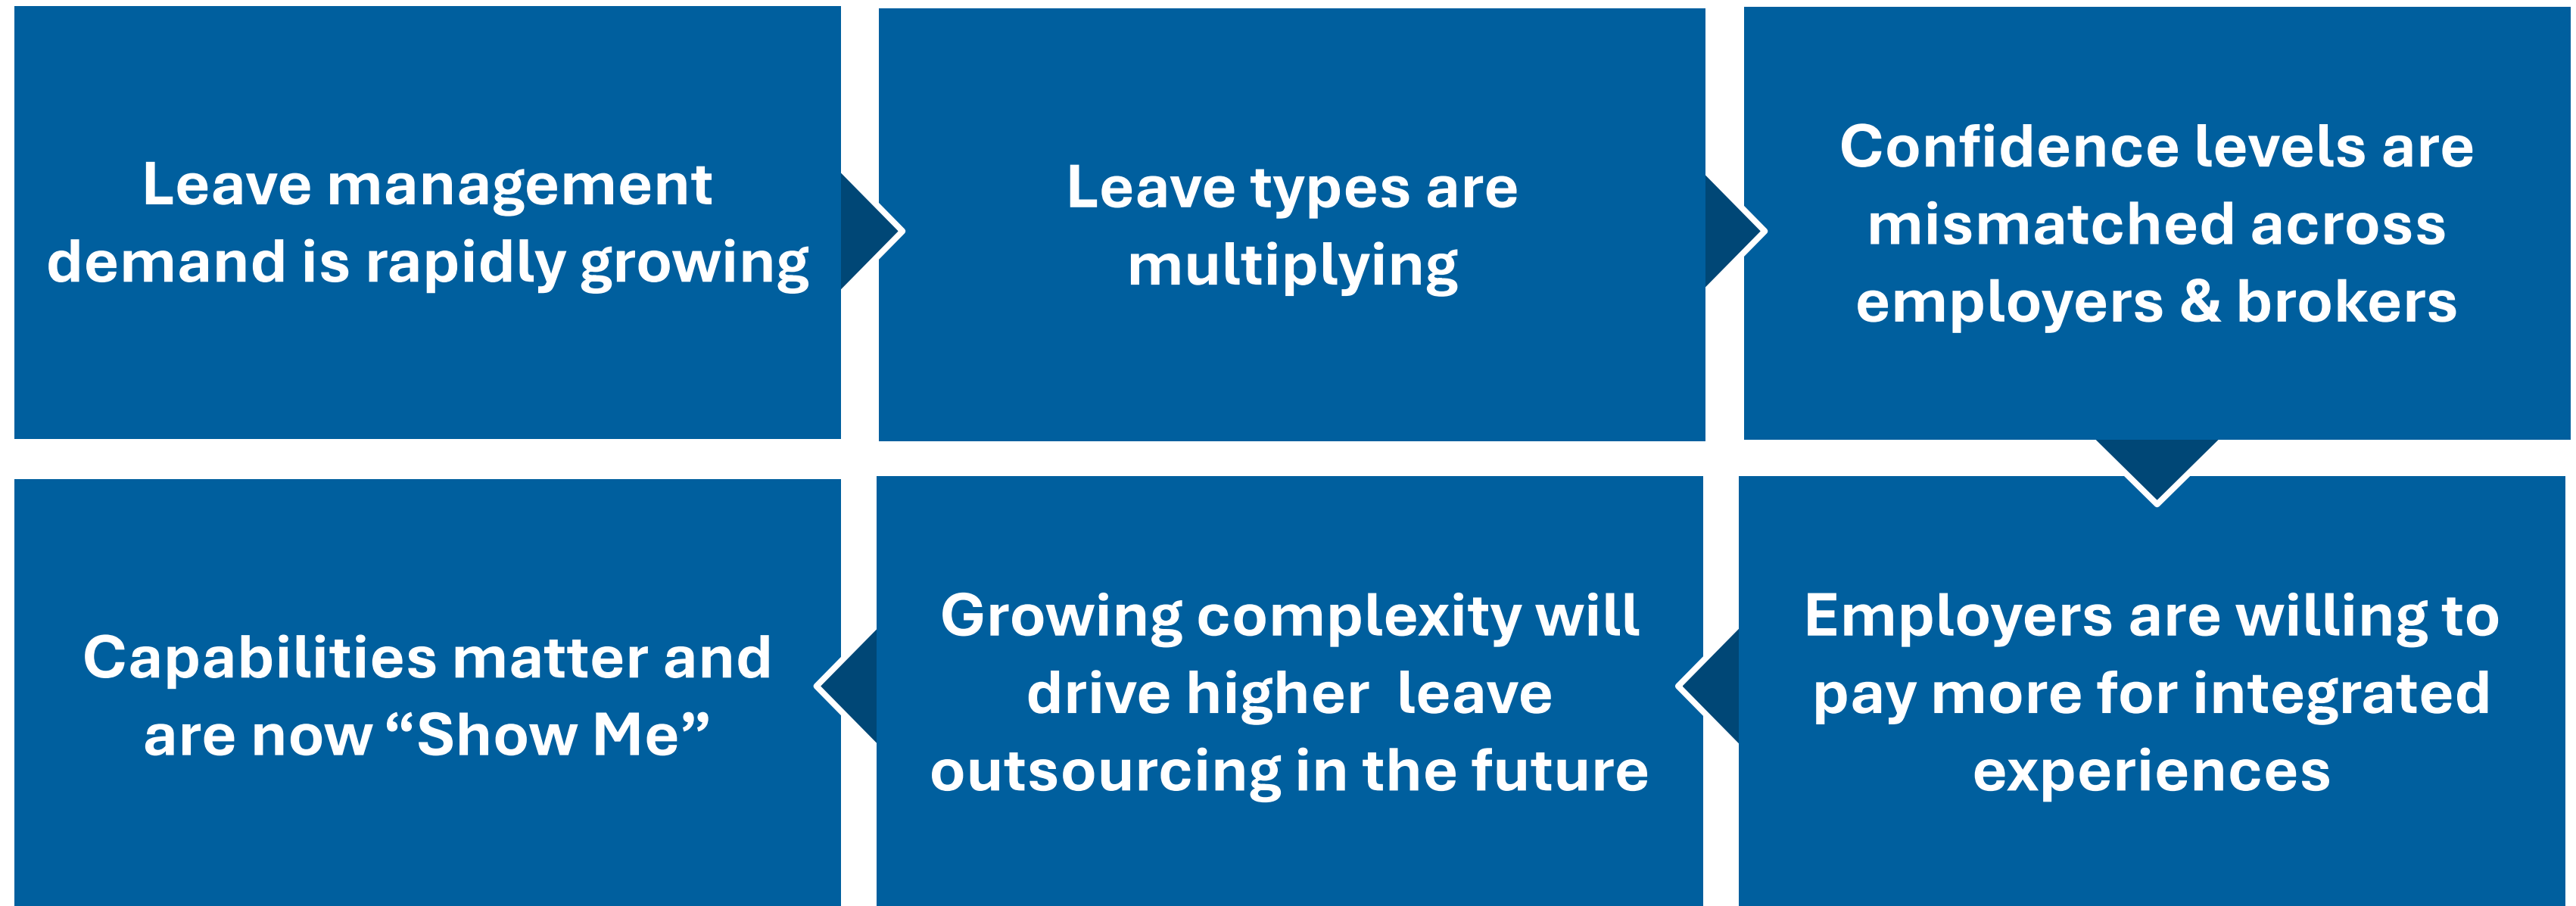 Leave management
demand is rapidly growing
Leave types are
multiplying
Confidence levels are
mismatched across
employers & brokers
Employers are willing to
pay more for integrated
experiences
Growing complexity will
drive higher  leave
outsourcing in the future
Capabilities matter and
are now “Show Me”